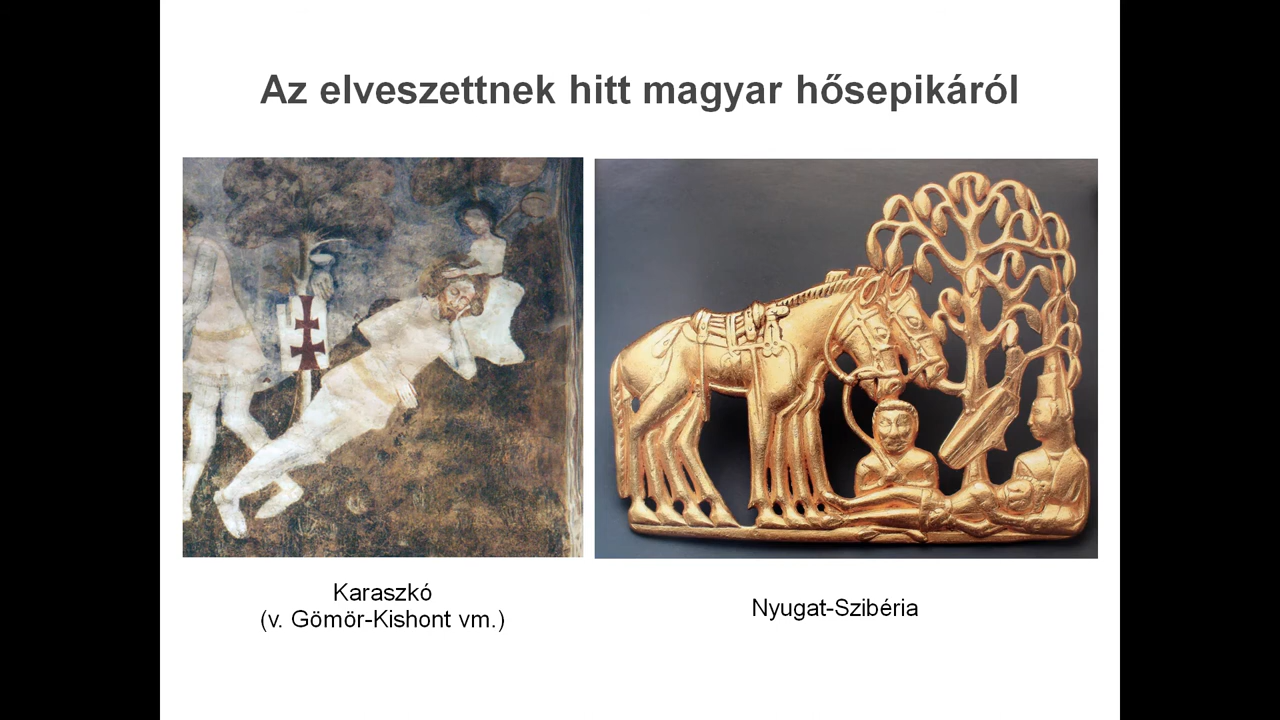 Az elveszettnek hitt magyar hősepikáról
Karaszkó
(v. Gömör-Kishont vm.)
Nyugat-Szibéria